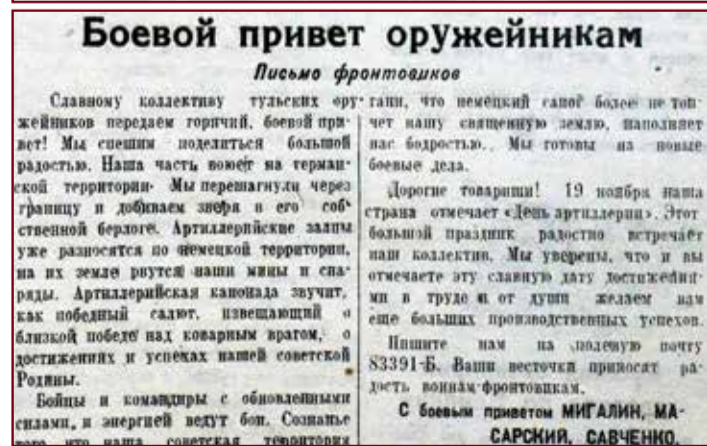 Боевой привет оружейникам
Письмо фронтовиков
Славному коллективу тульских ору-
жейников передаем горячий, боевой при-
вет! Мы спешим поделиться большой
радостью. Наша часть воюет на герман-
ской территории. Мы перешагнули через
границу и добиваем зверя в его соб-
ственной берлоге. Артиллерийские залпы
уже разносятся по немецкой территории,
на их земле рвутся наши мины и сна-
ряды. Артиллерийская канонада звучит,
как победный салют, извещающий о
близкой победе над коварным врагом, о
достижениях и успехах нашей советской
Родины.
Бойцы и командиры с обновленными
силами, и энергией ведут бои. Сознанье
того, что наша советская территория
что немецкий сапог более не топ-
чет нашу священную землю, наполняет
нас бодростью.. Мы готовы на новые
боевые дела.
Дорогие товарищи! 19 ноября наша
страна отмечает «День артиллерии». Этот
большой праздник радостно встречает
наш коллектив. Мы уверены, что и вы
отмечаете эту славную дату достижения-
ми в труде и от души желаем вам
еще больших производственных успехов.
Пишите нам на полевую почту
83391-Б. Ваши весточки приносят ра-
дость воинам-фронтовикам.
С боевым приветом МИГАЛИН, МА-
САРСКИЙ, САВЧЕНКО.